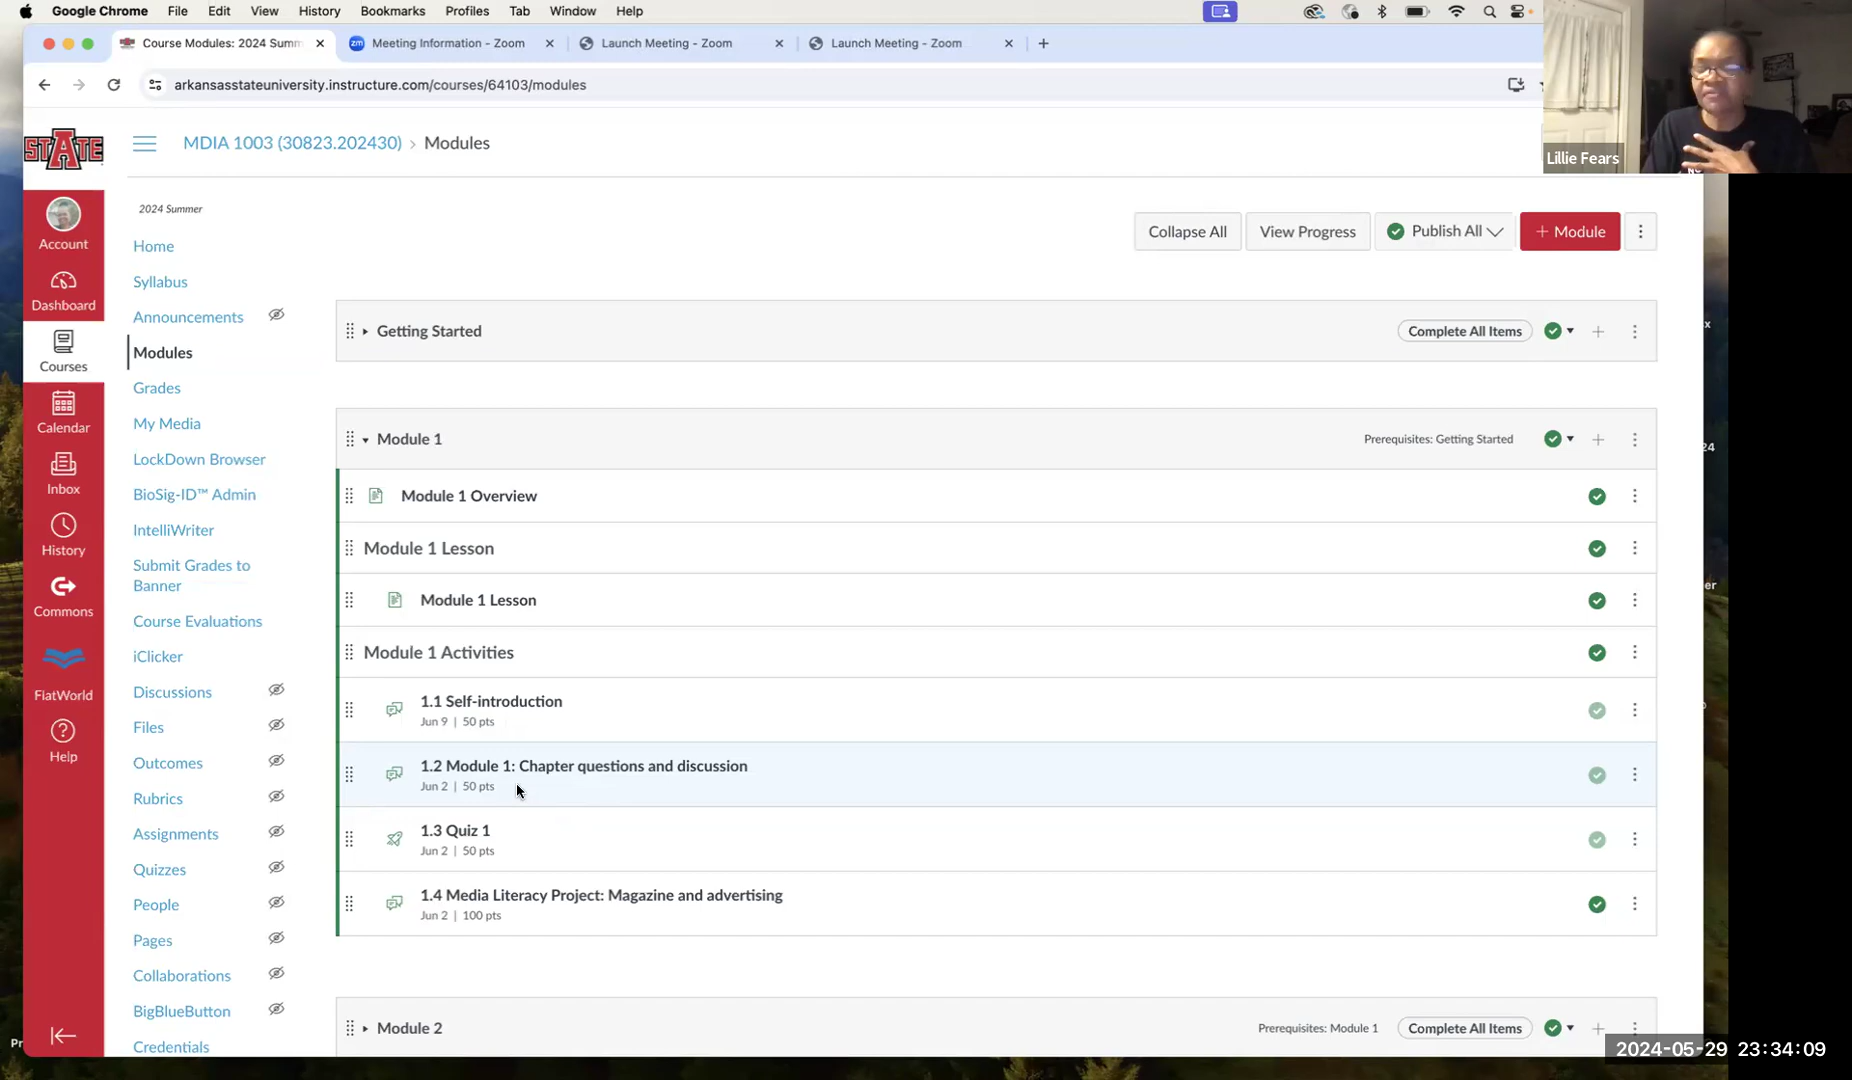 Google Chrome File Edit View History Bookmarks Profiles Tab Window Help
Course Modules: 2024 Summ
Meeting Information - Zoom
Launch Meeting - Zoom
Launch Meeting - Zoom
arkansasstateuniversity.instructure.com/courses/64103/modules
Lillie Fears
STATE
MDIA 1003 (30823.202430) › Modules
2024 Summer
Account
Dashboard
Courses
Calendar
Inbox
History
Commons
FlatWorld
Help
Home
Syllabus
Announcements
Modules
Grades
My Media
LockDown Browser
BioSig-ID™ Admin
IntelliWriter
Submit Grades to
Banner
Course Evaluations
iClicker
Discussions
Files
Outcomes
Rubrics
Assignments
Quizzes
People
Pages
Collaborations
BigBlueButton
Credentials
Collapse All
View Progress
Publish All
+ Module
Getting Started
Complete All Items
Module 1
Prerequisites: Getting Started
Module 1 Overview
Module 1 Lesson
Module 1 Lesson
Module 1 Activities
1.1 Self-introduction
Jun 9 | 50 pts
1.2 Module 1: Chapter questions and discussion
Jun 2 | 50 pts
1.3 Quiz 1
Jun 2 | 50 pts
1.4 Media Literacy Project: Magazine and advertising
Jun 2 | 100 pts
Module 2
Prerequisites: Module 1
Complete All Items
2024-05-29 23:34:09